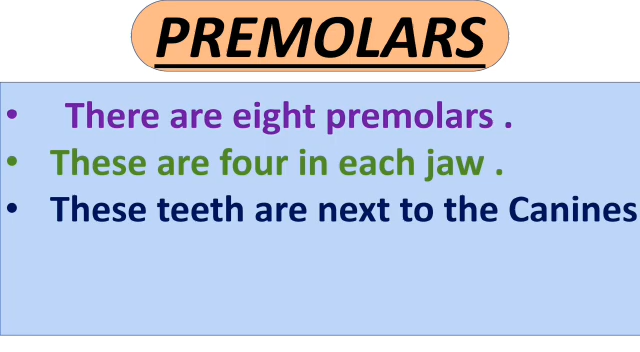 PREMOLARS
• There are eight premolars .
• These are four in each jaw .
• These teeth are next to the Canines